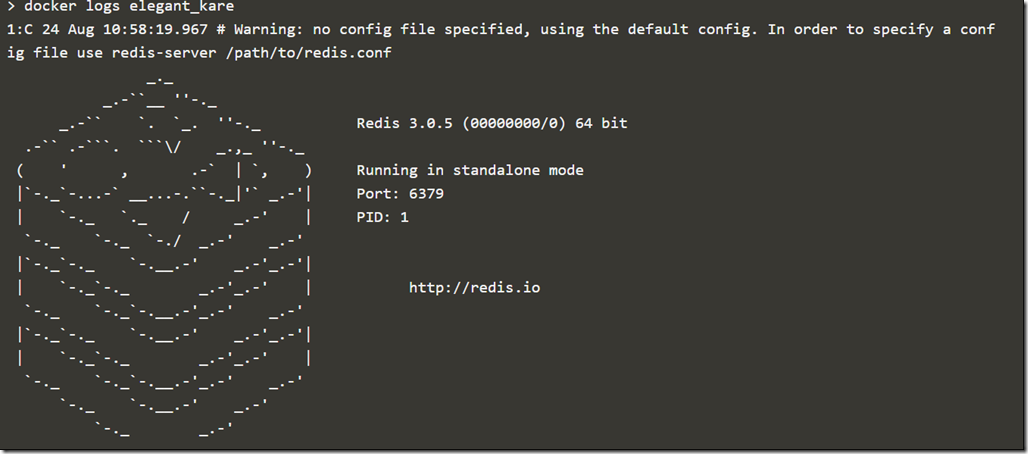 > docker logs elegant_kare
1:C 24 Aug 10:58:19.967 # Warning: no config file specified, using the default config. In order to specify a conf
ig file use redis-server /path/to/redis.conf
Redis 3.0.5 (00000000/0) 64 bit
Running in standalone mode
Port: 6379
PID: 1
http://redis.io